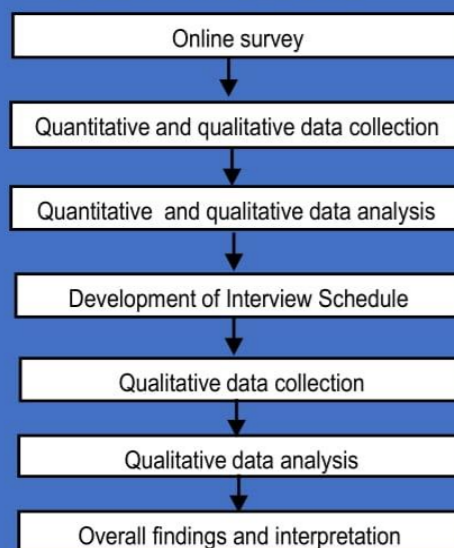 Online survey
Quantitative and qualitative data collection
Quantitative and qualitative data analysis
Development of Interview Schedule
Qualitative data collection
Qualitative data analysis
Overall findings and interpretation